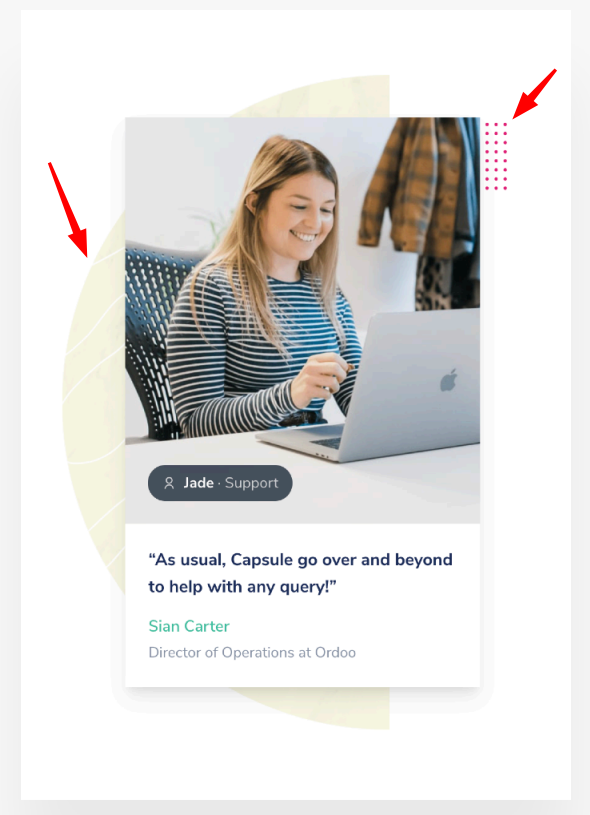 Jade · Support
“As usual, Capsule go over and beyond
to help with any query!”
Sian Carter
Director of Operations at Ordoo